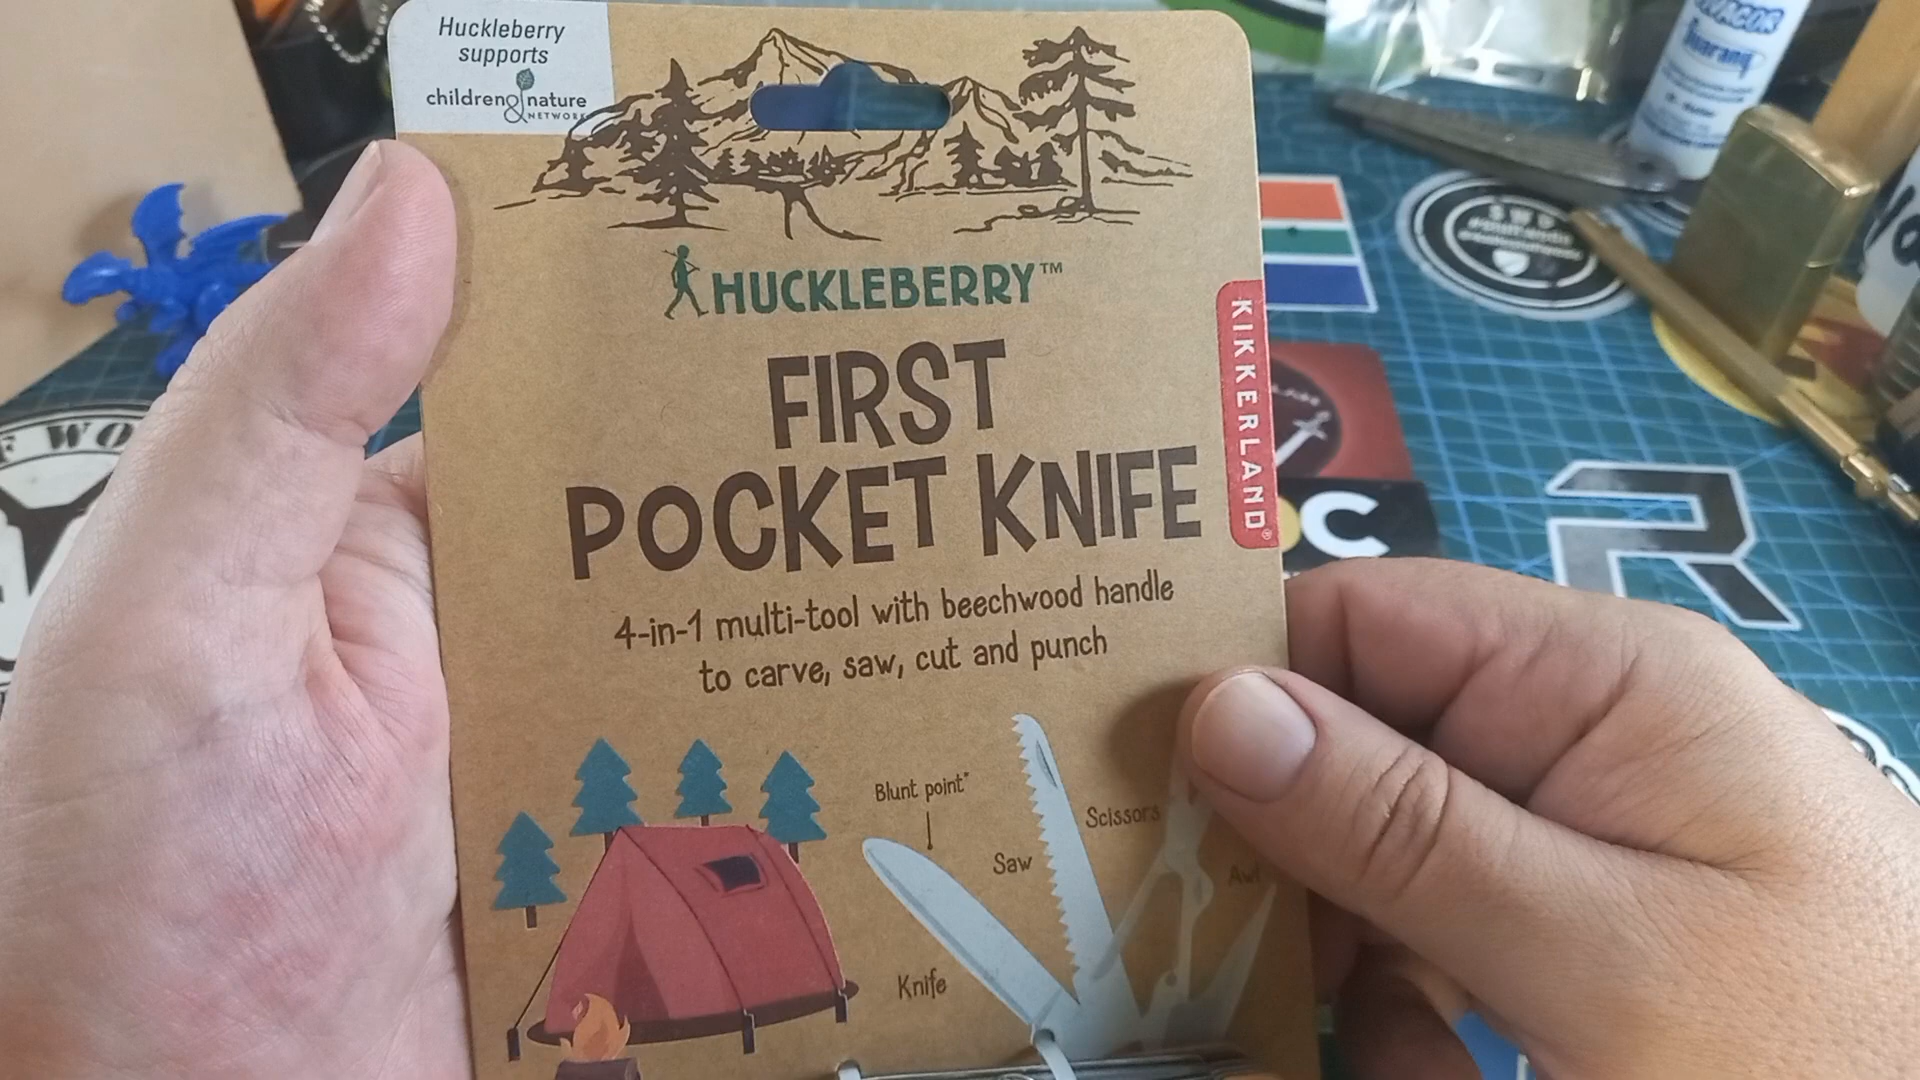 Huckleberry
supports
children & nature
NETWORK
HUCKLEBERRY™
FIRST
POCKET KNIFE
KIKKERLAND®
4-in-1 multi-tool with beechwood handle
to carve, saw, cut and punch
Blunt point*
Saw
Scissors
Awl
Knife
F WO
C
R